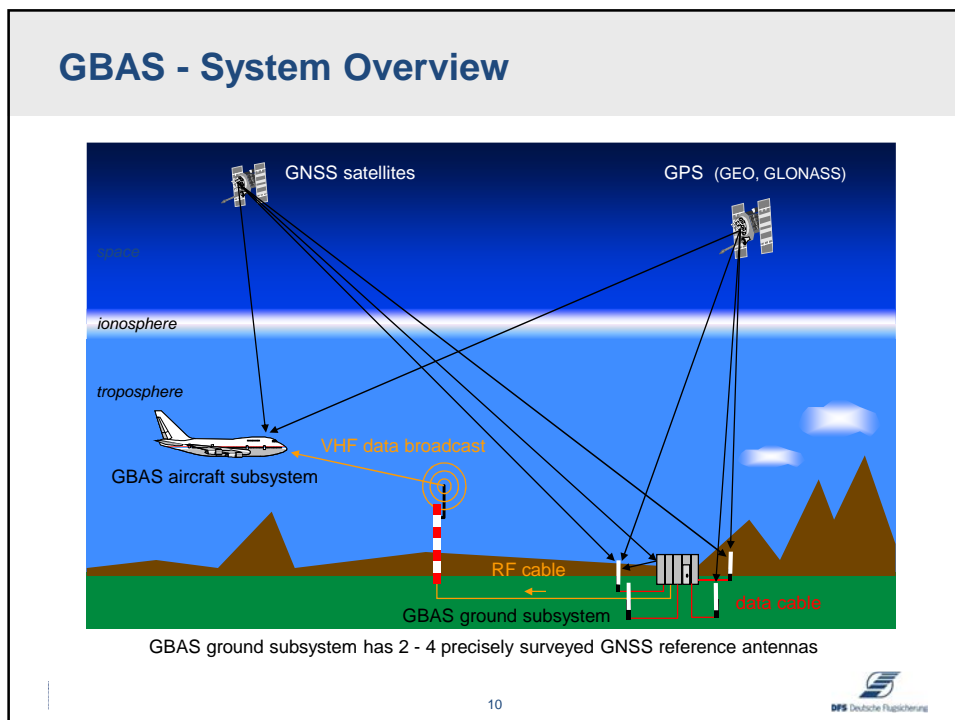 GBAS - System Overview
GNSS satellites
GPS (GEO, GLONASS)
space
ionosphere
troposphere
VHF data broadcast
GBAS aircraft subsystem
RF cable
data cable
GBAS ground subsystem
GBAS ground subsystem has 2 - 4 precisely surveyed GNSS reference antennas
10
DFS Deutsche Flugsicherung